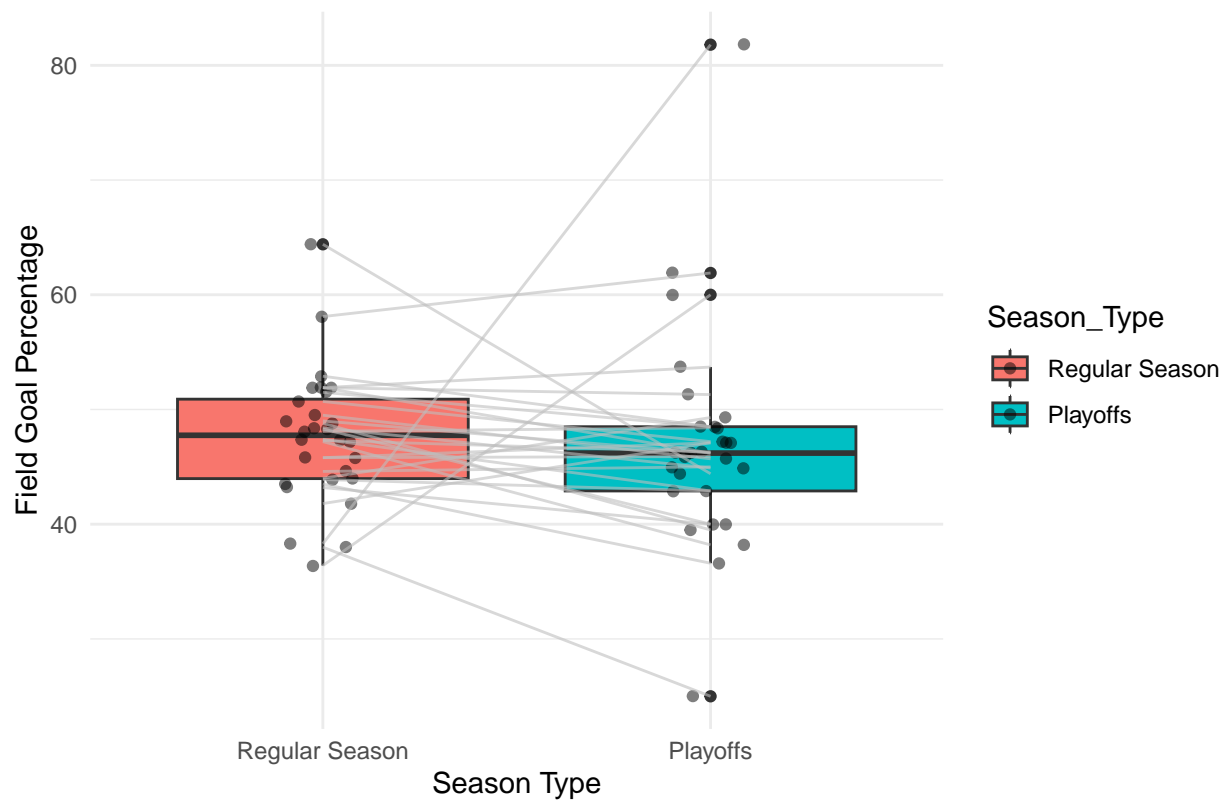 80
60
40
Field Goal Percentage
Regular Season
Playoffs
Season Type
Season_Type
Regular Season
Playoffs